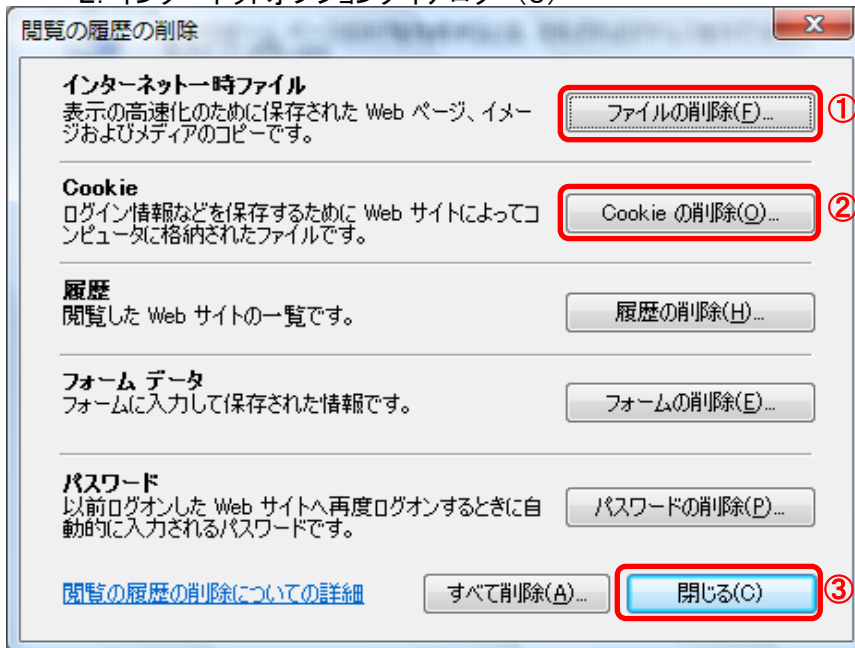 閲覧の履歴の削除
X
インターネット一時ファイル
表示の高速化のために保存された Web ページ、イメー
ジおよびメディアのコピーです。
ファイルの削除(F)...
①
Cookie
ログイン情報などを保存するために Web サイトによってコ
ンピュータに格納されたファイルです。
Cookie の削除(O)...
②
履歴
閲覧した Web サイトの一覧です。
履歴の削除(H)...
フォーム データ
フォームに入力して保存された情報です。
フォームの削除(E)...
パスワード
以前ログオンした Web サイトへ再度ログオンするときに自
動的に入力されるパスワードです。
パスワードの削除(P)...
閲覧の履歴の削除についての詳細
すべて削除(A)...
閉じる(C)
③